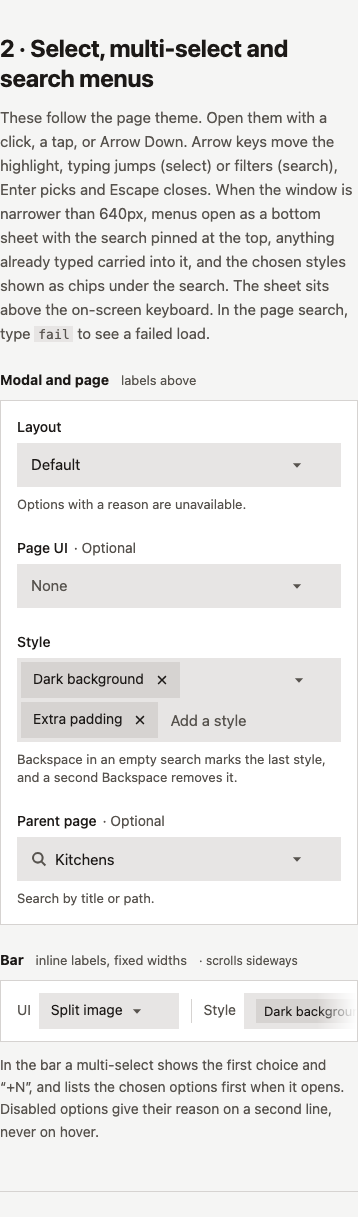 2 · Select, multi-select and
search menus
These follow the page theme. Open them with a
click, a tap, or Arrow Down. Arrow keys move the
highlight, typing jumps (select) or filters (search),
Enter picks and Escape closes. When the window is
narrower than 640px, menus open as a bottom
sheet with the search pinned at the top, anything
already typed carried into it, and the chosen styles
shown as chips under the search. The sheet sits
above the on-screen keyboard. In the page search,
type fail to see a failed load.
Modal and page labels above
Layout
Default
Options with a reason are unavailable.
Page UI · Optional
None
Style
Dark background ×
Extra padding × Add a style
Backspace in an empty search marks the last style,
and a second Backspace removes it.
Parent page · Optional
Kitchens
Search by title or path.
Bar inline labels, fixed widths · scrolls sideways
UI Split image Style Dark backgrou
In the bar a multi-select shows the first choice and
“+N”, and lists the chosen options first when it opens.
Disabled options give their reason on a second line,
never on hover.